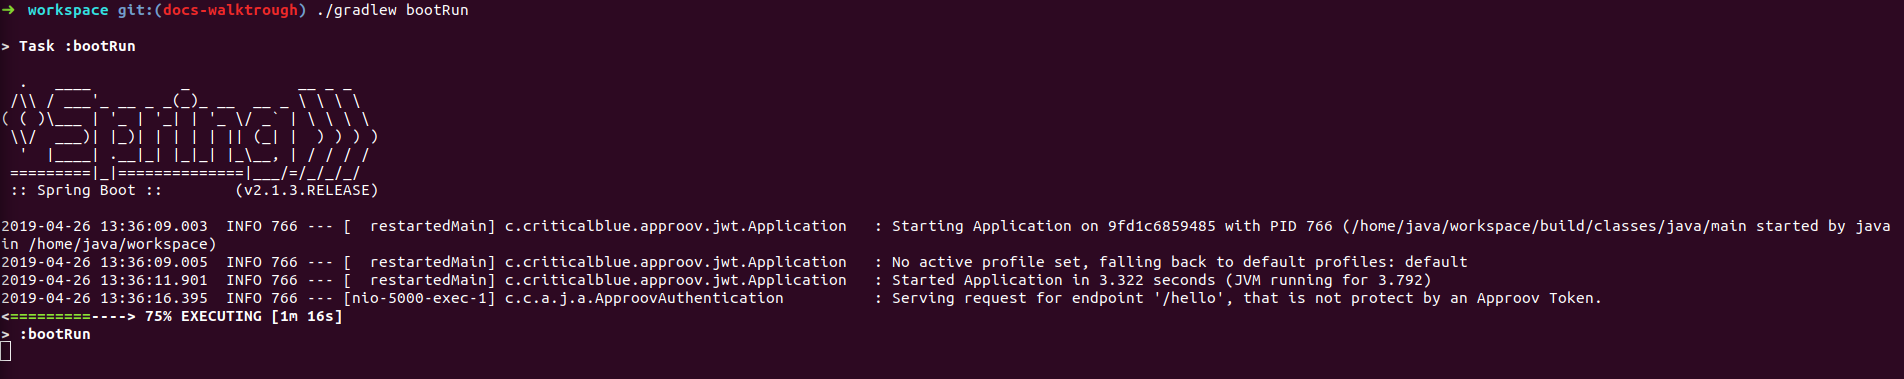 ➜  workspace git:(docs-walktrough) ./gradlew bootRun

> Task :bootRun

  .   ____          _            __ _ _
 /\\ / ___'_ __ _ _(_)_ __  __ _ \ \ \ \
( ( )\___ | '_ | '_| | '_ \/ _` | \ \ \ \
 \\/  ___)| |_)| | | | | || (_| |  ) ) ) )
  '  |____| .__|_| |_|_| |_\__, | / / / /
 =========|_|==============|___/=/_/_/_/
 :: Spring Boot ::        (v2.1.3.RELEASE)

2019-04-26 13:36:09.003  INFO 766 --- [  restartedMain] c.criticalblue.approov.jwt.Application   : Starting Application on 9fd1c6859485 with PID 766 (/home/java/workspace/build/classes/java/main started by java
in /home/java/workspace)
2019-04-26 13:36:09.005  INFO 766 --- [  restartedMain] c.criticalblue.approov.jwt.Application   : No active profile set, falling back to default profiles: default
2019-04-26 13:36:11.901  INFO 766 --- [  restartedMain] c.criticalblue.approov.jwt.Application   : Started Application in 3.322 seconds (JVM running for 3.792)
2019-04-26 13:36:16.395  INFO 766 --- [nio-5000-exec-1] c.c.a.j.a.ApproovAuthentication          : Serving request for endpoint '/hello', that is not protect by an Approov Token.
<=========----> 75% EXECUTING [1m 16s]
> :bootRun